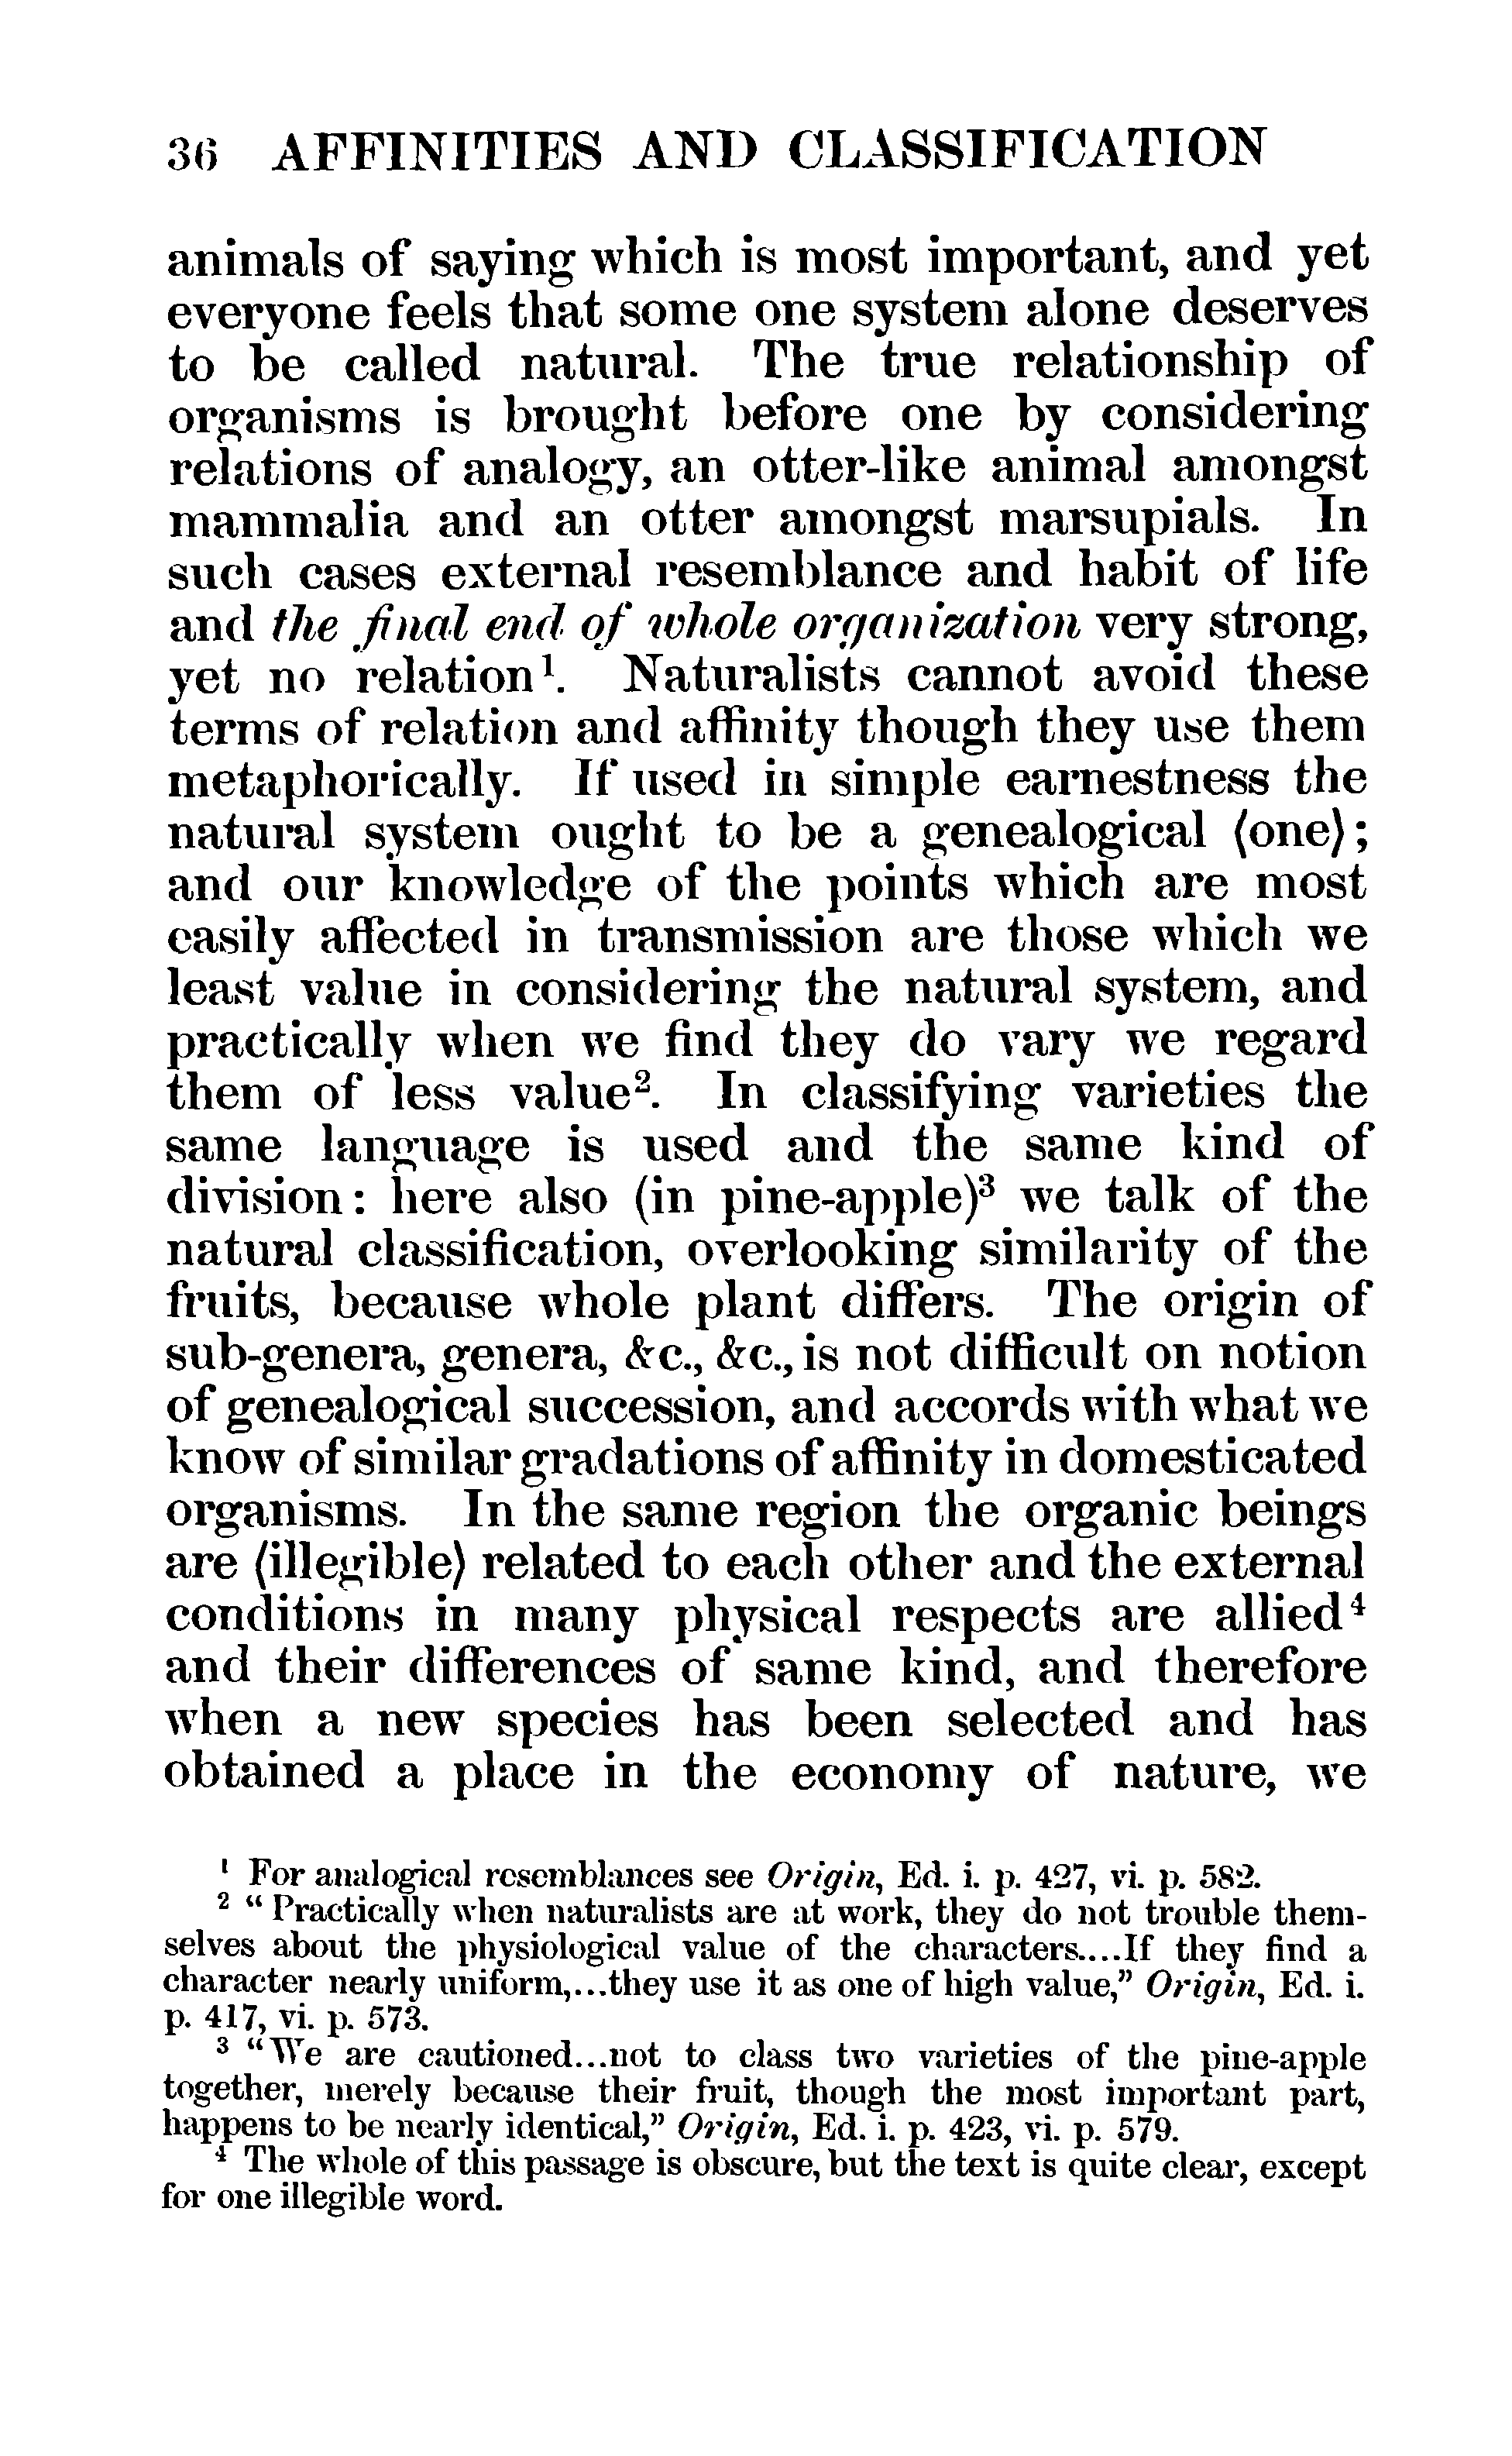 36 AFFINITIES AND CLASSIFICATION
animals of saying which is most important, and yet
everyone feels that some one system alone deserves
to be called natural. The true relationship of
organisms is brought before one by considering
relations of analogy, an otter-like animal amongst
mammalia and an otter amongst marsupials. In
such cases external resemblance and habit of life
and the final end of whole organization very strong,
yet no relation¹. Naturalists cannot avoid these
terms of relation and affinity though they use them
metaphorically. If used in simple earnestness the
natural system ought to be a genealogical ⟨one⟩;
and our knowledge of the points which are most
easily affected in transmission are those which we
least value in considering the natural system, and
practically when we find they do vary we regard
them of less value². In classifying varieties the
same language is used and the same kind of
division: here also (in pine-apple)³ we talk of the
natural classification, overlooking similarity of the
fruits, because whole plant differs. The origin of
sub-genera, genera, &c., &c., is not difficult on notion
of genealogical succession, and accords with what we
know of similar gradations of affinity in domesticated
organisms. In the same region the organic beings
are ⟨illegible⟩ related to each other and the external
conditions in many physical respects are allied⁴
and their differences of same kind, and therefore
when a new species has been selected and has
obtained a place in the economy of nature, we
¹ For analogical resemblances see Origin, Ed. i. p. 427, vi. p. 582.
² “Practically when naturalists are at work, they do not trouble them-
selves about the physiological value of the characters....If they find a
character nearly uniform,...they use it as one of high value,” Origin, Ed. i.
p. 417, vi. p. 573.
³ “We are cautioned...not to class two varieties of the pine-apple
together, merely because their fruit, though the most important part,
happens to be nearly identical,” Origin, Ed. i. p. 423, vi. p. 579.
⁴ The whole of this passage is obscure, but the text is quite clear, except
for one illegible word.